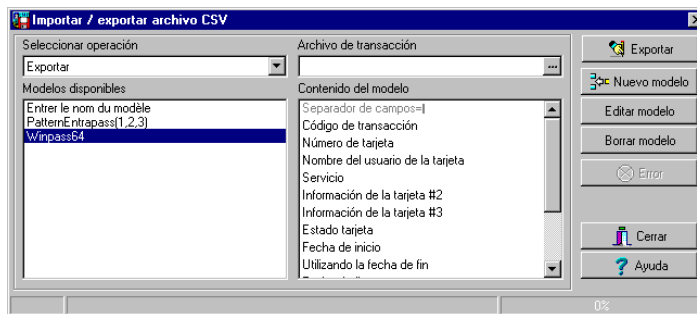 Importar / exportar archivo CSV
Seleccionar operación
Archivo de transacción
Exportar
...
Modelos disponibles
Contenido del modelo
Entrer le nom du modèle
PatternEntrapass(1,2,3)
Winpass64
Separador de campos=|
Código de transacción
Número de tarjeta
Nombre del usuario de la tarjeta
Servicio
Información de la tarjeta #2
Información de la tarjeta #3
Estado tarjeta
Fecha de inicio
Utilizando la fecha de fin
Exportar
Nuevo modelo
Editar modelo
Borrar modelo
Error
Cerrar
Ayuda
0%